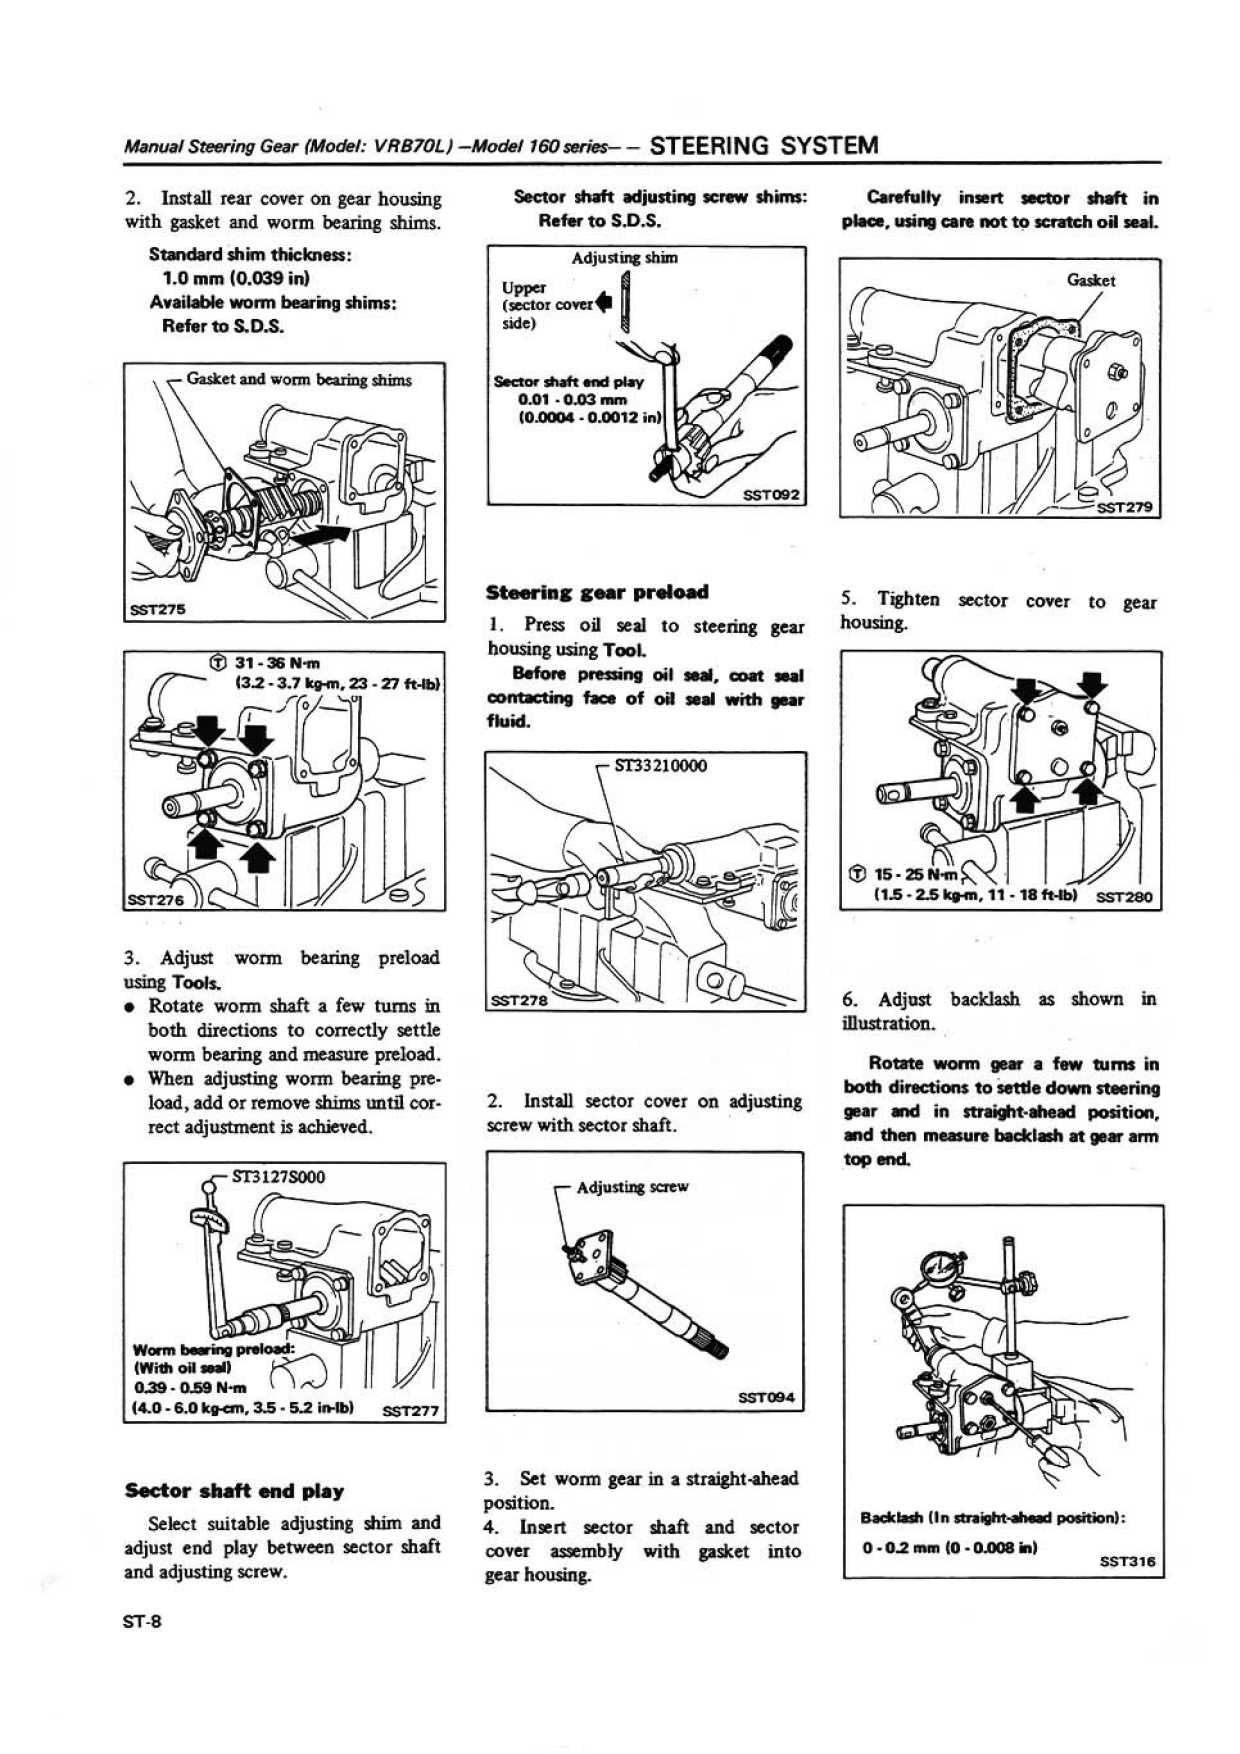 Manual Steering Gear (Model: VRB70L) —Model 160 series— — STEERING SYSTEM
2. Install rear cover on gear housing
with gasket and worm bearing shims.
Standard shim thickness:
1.0 mm (0.039 in)
Available worm bearing shims:
Refer to S.D.S.
Gasket and worm bearing shims
SST275
Ⓣ 31 - 36 N·m
(3.2 - 3.7 kg-m, 23 - 27 ft-lb)
SST276
3. Adjust worm bearing preload
using Tools.
● Rotate worm shaft a few turns in
both directions to correctly settle
worm bearing and measure preload.
● When adjusting worm bearing pre-
load, add or remove shims until cor-
rect adjustment is achieved.
ST3127S000
Worm bearing preload:
(With oil seal)
0.39 - 0.59 N·m
(4.0 - 6.0 kg-cm, 3.5 - 5.2 in-lb)
SST277
Sector shaft end play
Select suitable adjusting shim and
adjust end play between sector shaft
and adjusting screw.
Sector shaft adjusting screw shims:
Refer to S.D.S.
Adjusting shim
Upper
(sector cover
side)
Sector shaft end play
0.01 - 0.03 mm
(0.0004 - 0.0012 in)
SST092
Steering gear preload
1. Press oil seal to steering gear
housing using Tool.
Before pressing oil seal, coat seal
contacting face of oil seal with gear
fluid.
ST33210000
SST278
2. Install sector cover on adjusting
screw with sector shaft.
Adjusting screw
SST094
3. Set worm gear in a straight-ahead
position.
4. Insert sector shaft and sector
cover assembly with gasket into
gear housing.
Carefully insert sector shaft in
place, using care not to scratch oil seal.
Gasket
SST279
5. Tighten sector cover to gear
housing.
Ⓣ 15 - 25 N·m
(1.5 - 2.5 kg-m, 11 - 18 ft-lb)
SST280
6. Adjust backlash as shown in
illustration.
Rotate worm gear a few turns in
both directions to settle down steering
gear and in straight-ahead position,
and then measure backlash at gear arm
top end.
Backlash (In straight-ahead position):
0 - 0.2 mm (0 - 0.008 in)
SST316
ST-8